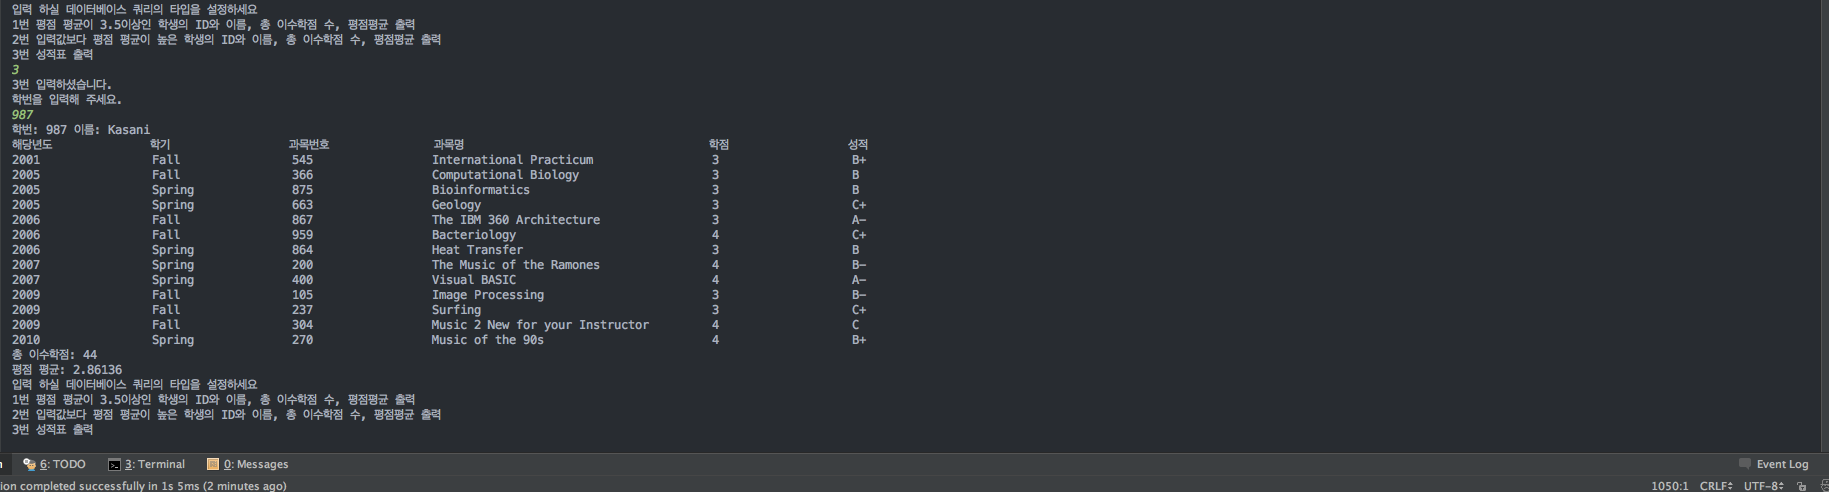 입력 하실 데이터베이스 쿼리의 타입을 설정하세요
1번 평점 평균이 3.5이상인 학생의 ID와 이름, 총 이수학점 수, 평점평균 출력
2번 입력값보다 평점 평균이 높은 학생의 ID와 이름, 총 이수학점 수, 평점평균 출력
3번 성적표 출력
3
3번 입력하셨습니다.
학번을 입력해 주세요.
987
학번: 987 이름: Kasani
해당년도 학기 과목번호 과목명 학점 성적
2001 Fall 545 International Practicum 3 B+
2005 Fall 366 Computational Biology 3 B
2005 Spring 875 Bioinformatics 3 B
2005 Spring 663 Geology 3 C+
2006 Fall 867 The IBM 360 Architecture 3 A-
2006 Fall 959 Bacteriology 4 C+
2006 Spring 864 Heat Transfer 3 B
2007 Spring 200 The Music of the Ramones 4 B-
2007 Spring 400 Visual BASIC 4 A-
2009 Fall 105 Image Processing 3 B-
2009 Fall 237 Surfing 3 C+
2009 Fall 304 Music 2 New for your Instructor 4 C
2010 Spring 270 Music of the 90s 4 B+
총 이수학점: 44
평점 평균: 2.86136
입력 하실 데이터베이스 쿼리의 타입을 설정하세요
1번 평점 평균이 3.5이상인 학생의 ID와 이름, 총 이수학점 수, 평점평균 출력
2번 입력값보다 평점 평균이 높은 학생의 ID와 이름, 총 이수학점 수, 평점평균 출력
3번 성적표 출력
6: TODO 3: Terminal 0: Messages Event Log
ion completed successfully in 1s 5ms (2 minutes ago) 1050:1 CRLF UTF-8